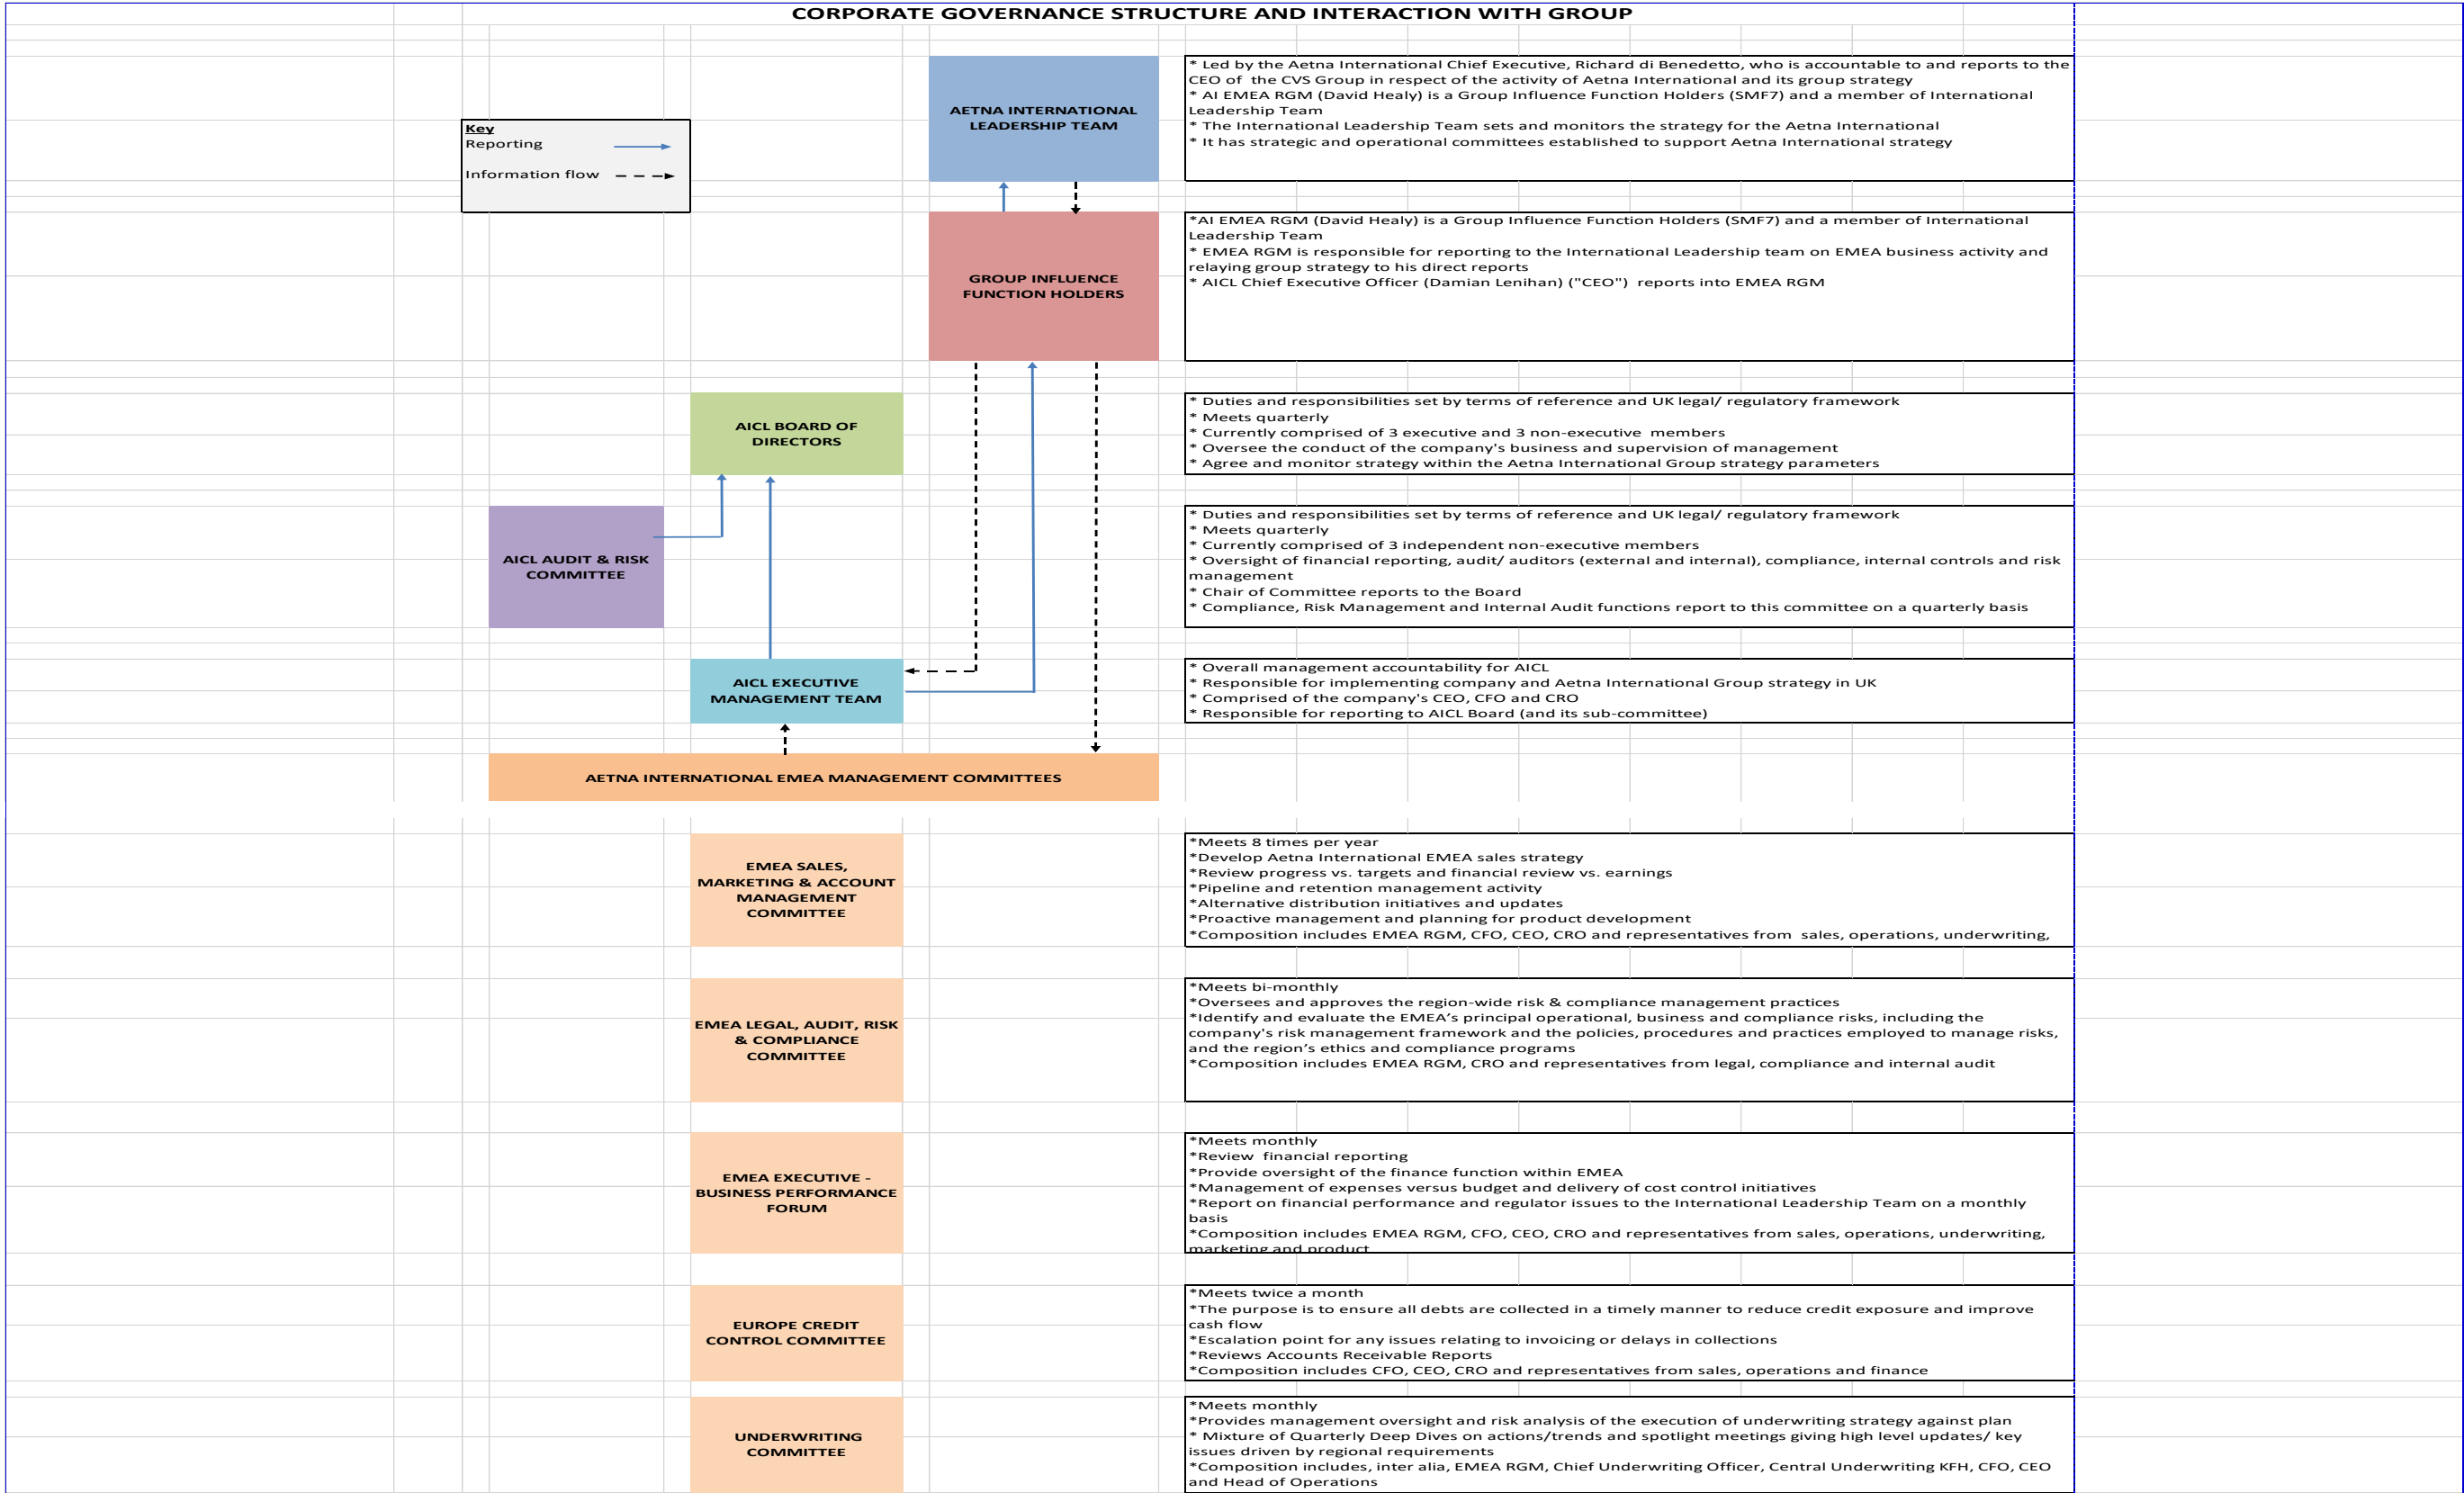 CORPORATE GOVERNANCE STRUCTURE AND INTERACTION WITH GROUP
Key
Reporting
Information flow
AETNA INTERNATIONAL
LEADERSHIP TEAM
* Led by the Aetna International Chief Executive, Richard di Benedetto, who is accountable to and reports to the
CEO of  the CVS Group in respect of the activity of Aetna International and its group strategy
* AI EMEA RGM (David Healy) is a Group Influence Function Holders (SMF7) and a member of International
Leadership Team
* The International Leadership Team sets and monitors the strategy for the Aetna International
* It has strategic and operational committees established to support Aetna International strategy
GROUP INFLUENCE
FUNCTION HOLDERS
*AI EMEA RGM (David Healy) is a Group Influence Function Holders (SMF7) and a member of International
Leadership Team
* EMEA RGM is responsible for reporting to the International Leadership team on EMEA business activity and
relaying group strategy to his direct reports
* AICL Chief Executive Officer (Damian Lenihan) ("CEO")  reports into EMEA RGM
AICL BOARD OF
DIRECTORS
* Duties and responsibilities set by terms of reference and UK legal/ regulatory framework
* Meets quarterly
* Currently comprised of 3 executive and 3 non-executive  members
* Oversee the conduct of the company's business and supervision of management
* Agree and monitor strategy within the Aetna International Group strategy parameters
AICL AUDIT & RISK
COMMITTEE
* Duties and responsibilities set by terms of reference and UK legal/ regulatory framework
* Meets quarterly
* Currently comprised of 3 independent non-executive members
* Oversight of financial reporting, audit/ auditors (external and internal), compliance, internal controls and risk
management
* Chair of Committee reports to the Board
* Compliance, Risk Management and Internal Audit functions report to this committee on a quarterly basis
AICL EXECUTIVE
MANAGEMENT TEAM
* Overall management accountability for AICL
* Responsible for implementing company and Aetna International Group strategy in UK
* Comprised of the company's CEO, CFO and CRO
* Responsible for reporting to AICL Board (and its sub-committee)
AETNA INTERNATIONAL EMEA MANAGEMENT COMMITTEES
EMEA SALES,
MARKETING & ACCOUNT
MANAGEMENT
COMMITTEE
*Meets 8 times per year
*Develop Aetna International EMEA sales strategy
*Review progress vs. targets and financial review vs. earnings
*Pipeline and retention management activity
*Alternative distribution initiatives and updates
*Proactive management and planning for product development
*Composition includes EMEA RGM, CFO, CEO, CRO and representatives from  sales, operations, underwriting,
EMEA LEGAL, AUDIT, RISK
& COMPLIANCE
COMMITTEE
*Meets bi-monthly
*Oversees and approves the region-wide risk & compliance management practices
*Identify and evaluate the EMEA’s principal operational, business and compliance risks, including the
company's risk management framework and the policies, procedures and practices employed to manage risks,
and the region’s ethics and compliance programs
*Composition includes EMEA RGM, CRO and representatives from legal, compliance and internal audit
EMEA EXECUTIVE -
BUSINESS PERFORMANCE
FORUM
*Meets monthly
*Review  financial reporting
*Provide oversight of the finance function within EMEA
*Management of expenses versus budget and delivery of cost control initiatives
*Report on financial performance and regulator issues to the International Leadership Team on a monthly
basis
*Composition includes EMEA RGM, CFO, CEO, CRO and representatives from sales, operations, underwriting,
marketing and product
EUROPE CREDIT
CONTROL COMMITTEE
*Meets twice a month
*The purpose is to ensure all debts are collected in a timely manner to reduce credit exposure and improve
cash flow
*Escalation point for any issues relating to invoicing or delays in collections
*Reviews Accounts Receivable Reports
*Composition includes CFO, CEO, CRO and representatives from sales, operations and finance
UNDERWRITING
COMMITTEE
*Meets monthly
*Provides management oversight and risk analysis of the execution of underwriting strategy against plan
* Mixture of Quarterly Deep Dives on actions/trends and spotlight meetings giving high level updates/ key
issues driven by regional requirements
*Composition includes, inter alia, EMEA RGM, Chief Underwriting Officer, Central Underwriting KFH, CFO, CEO
and Head of Operations